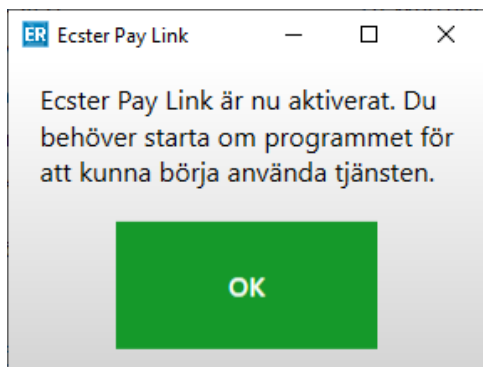 ER Ecster Pay Link
Ecster Pay Link är nu aktiverat. Du
behöver starta om programmet för
att kunna börja använda tjänsten.
OK